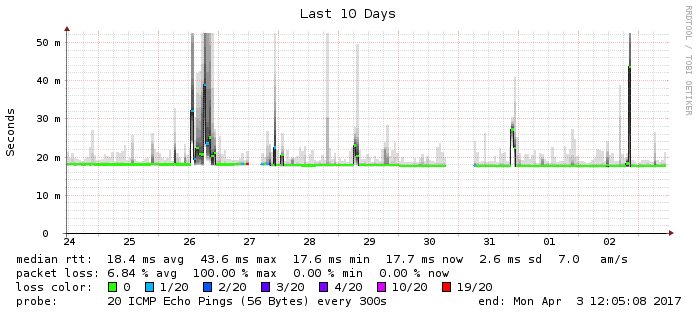 Last 10 Days
RRDTOOL / TOBI OETIKER
Seconds
50 m
40 m
30 m
20 m
10 m
0
24 25 26 27 28 29 30 31 01 02
median rtt: 18.4 ms avg 43.6 ms max 17.6 ms min 17.7 ms now 2.6 ms sd 7.0 am/s
packet loss: 6.84 % avg 100.00 % max 0.00 % min 0.00 % now
loss color: 0 1/20 2/20 3/20 4/20 10/20 19/20
probe: 20 ICMP Echo Pings (56 Bytes) every 300s end: Mon Apr 3 12:05:08 2017